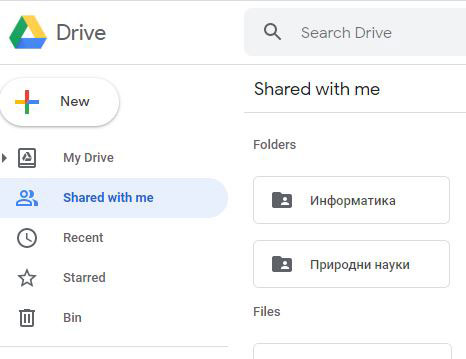 Drive
Search Drive
New
Shared with me
My Drive
Shared with me
Recent
Starred
Bin
Folders
Информатика
Природни науки
Files